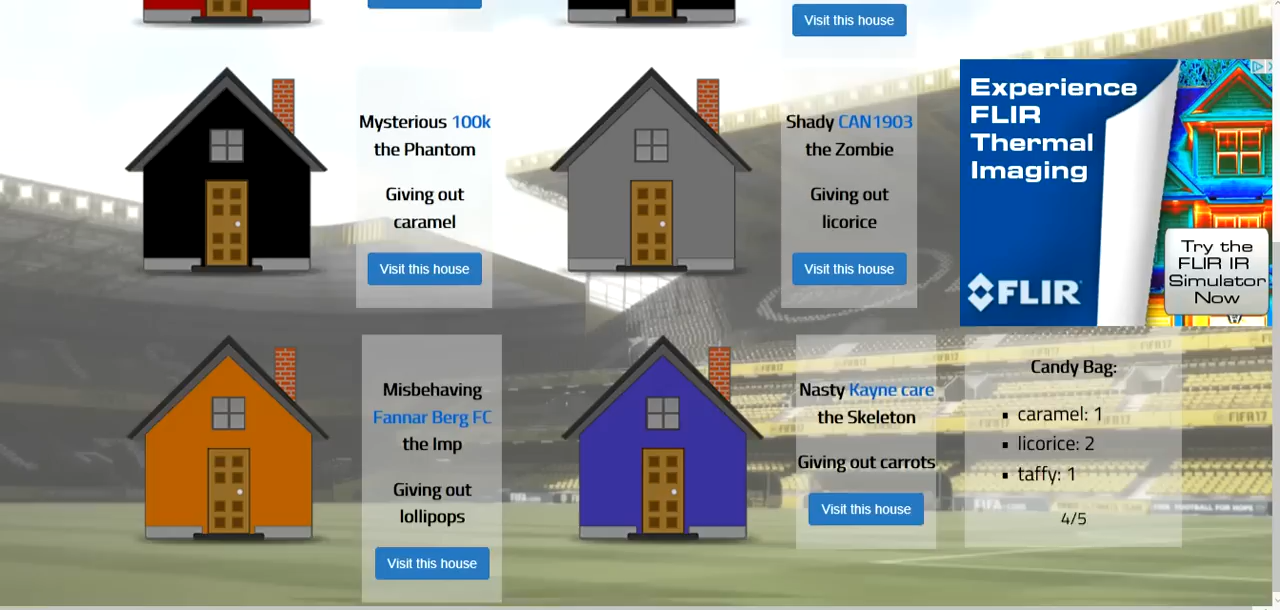 Visit this house
Mysterious 100k
the Phantom
Giving out
caramel
Visit this house
Shady CAN1903
the Zombie
Giving out
licorice
Visit this house
Experience
FLIR
Thermal
Imaging
Try the
FLIR IR
Simulator
Now
FLIR
Misbehaving
Fannar Berg FC
the Imp
Giving out
lollipops
Visit this house
Nasty Kayne care
the Skeleton
Giving out carrots
Visit this house
Candy Bag:
caramel: 1
licorice: 2
taffy: 1
4/5
FIFA17
FIFA17